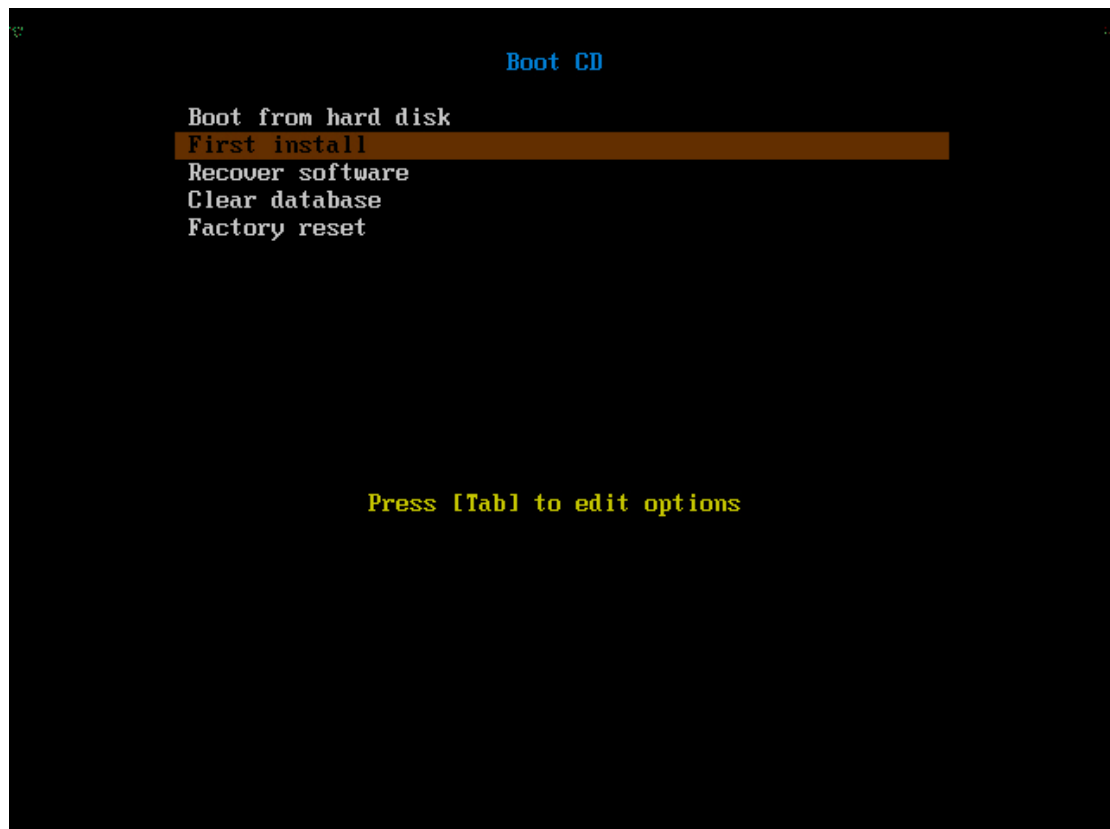 Boot CD
Boot from hard disk
First install
Recover software
Clear database
Factory reset
Press [Tab] to edit options